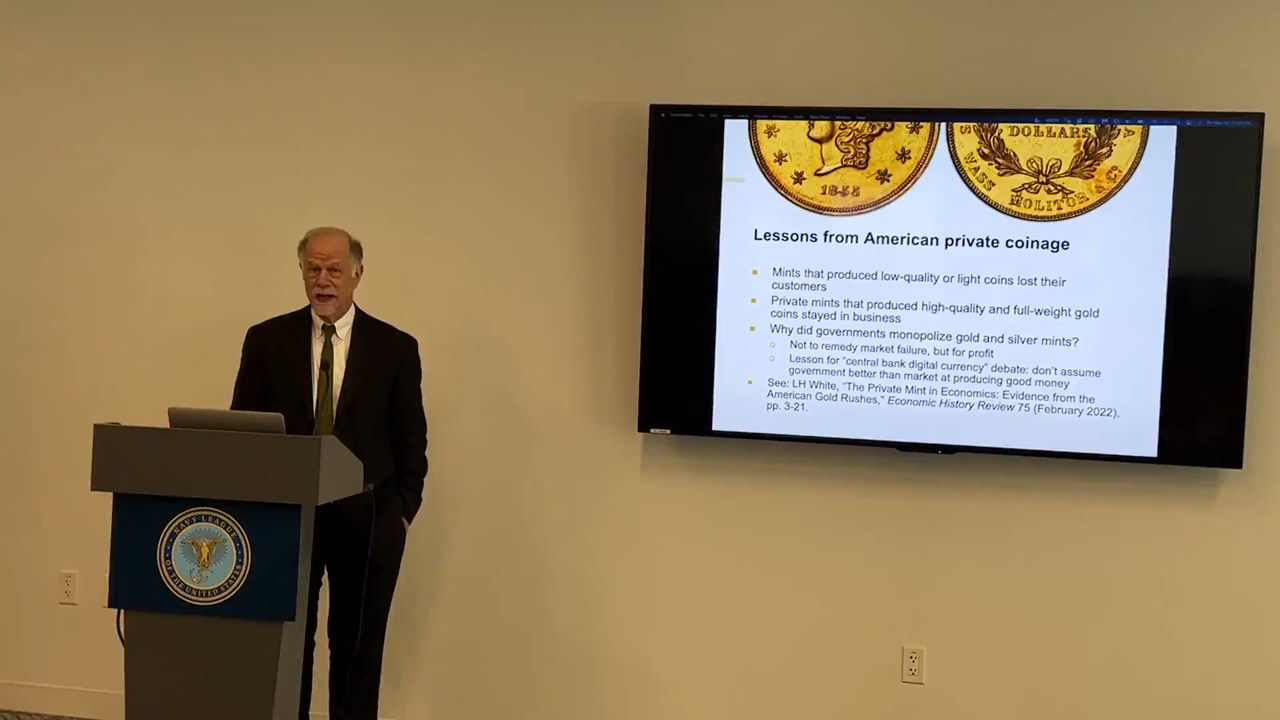 NAVY LEAGUE
OF THE UNITED STATES
1855
DOLLARS
S
A
WASS
MOLITOR & Cº
Lessons from American private coinage
Mints that produced low-quality or light coins lost their
customers
Private mints that produced high-quality and full-weight gold
coins stayed in business
Why did governments monopolize gold and silver mints?
Not to remedy market failure, but for profit
Lesson for "central bank digital currency" debate: don't assume
government better than market at producing good money
See: LH White, "The Private Mint in Economics: Evidence from the
American Gold Rushes," Economic History Review 75 (February 2022),
pp. 3-21.